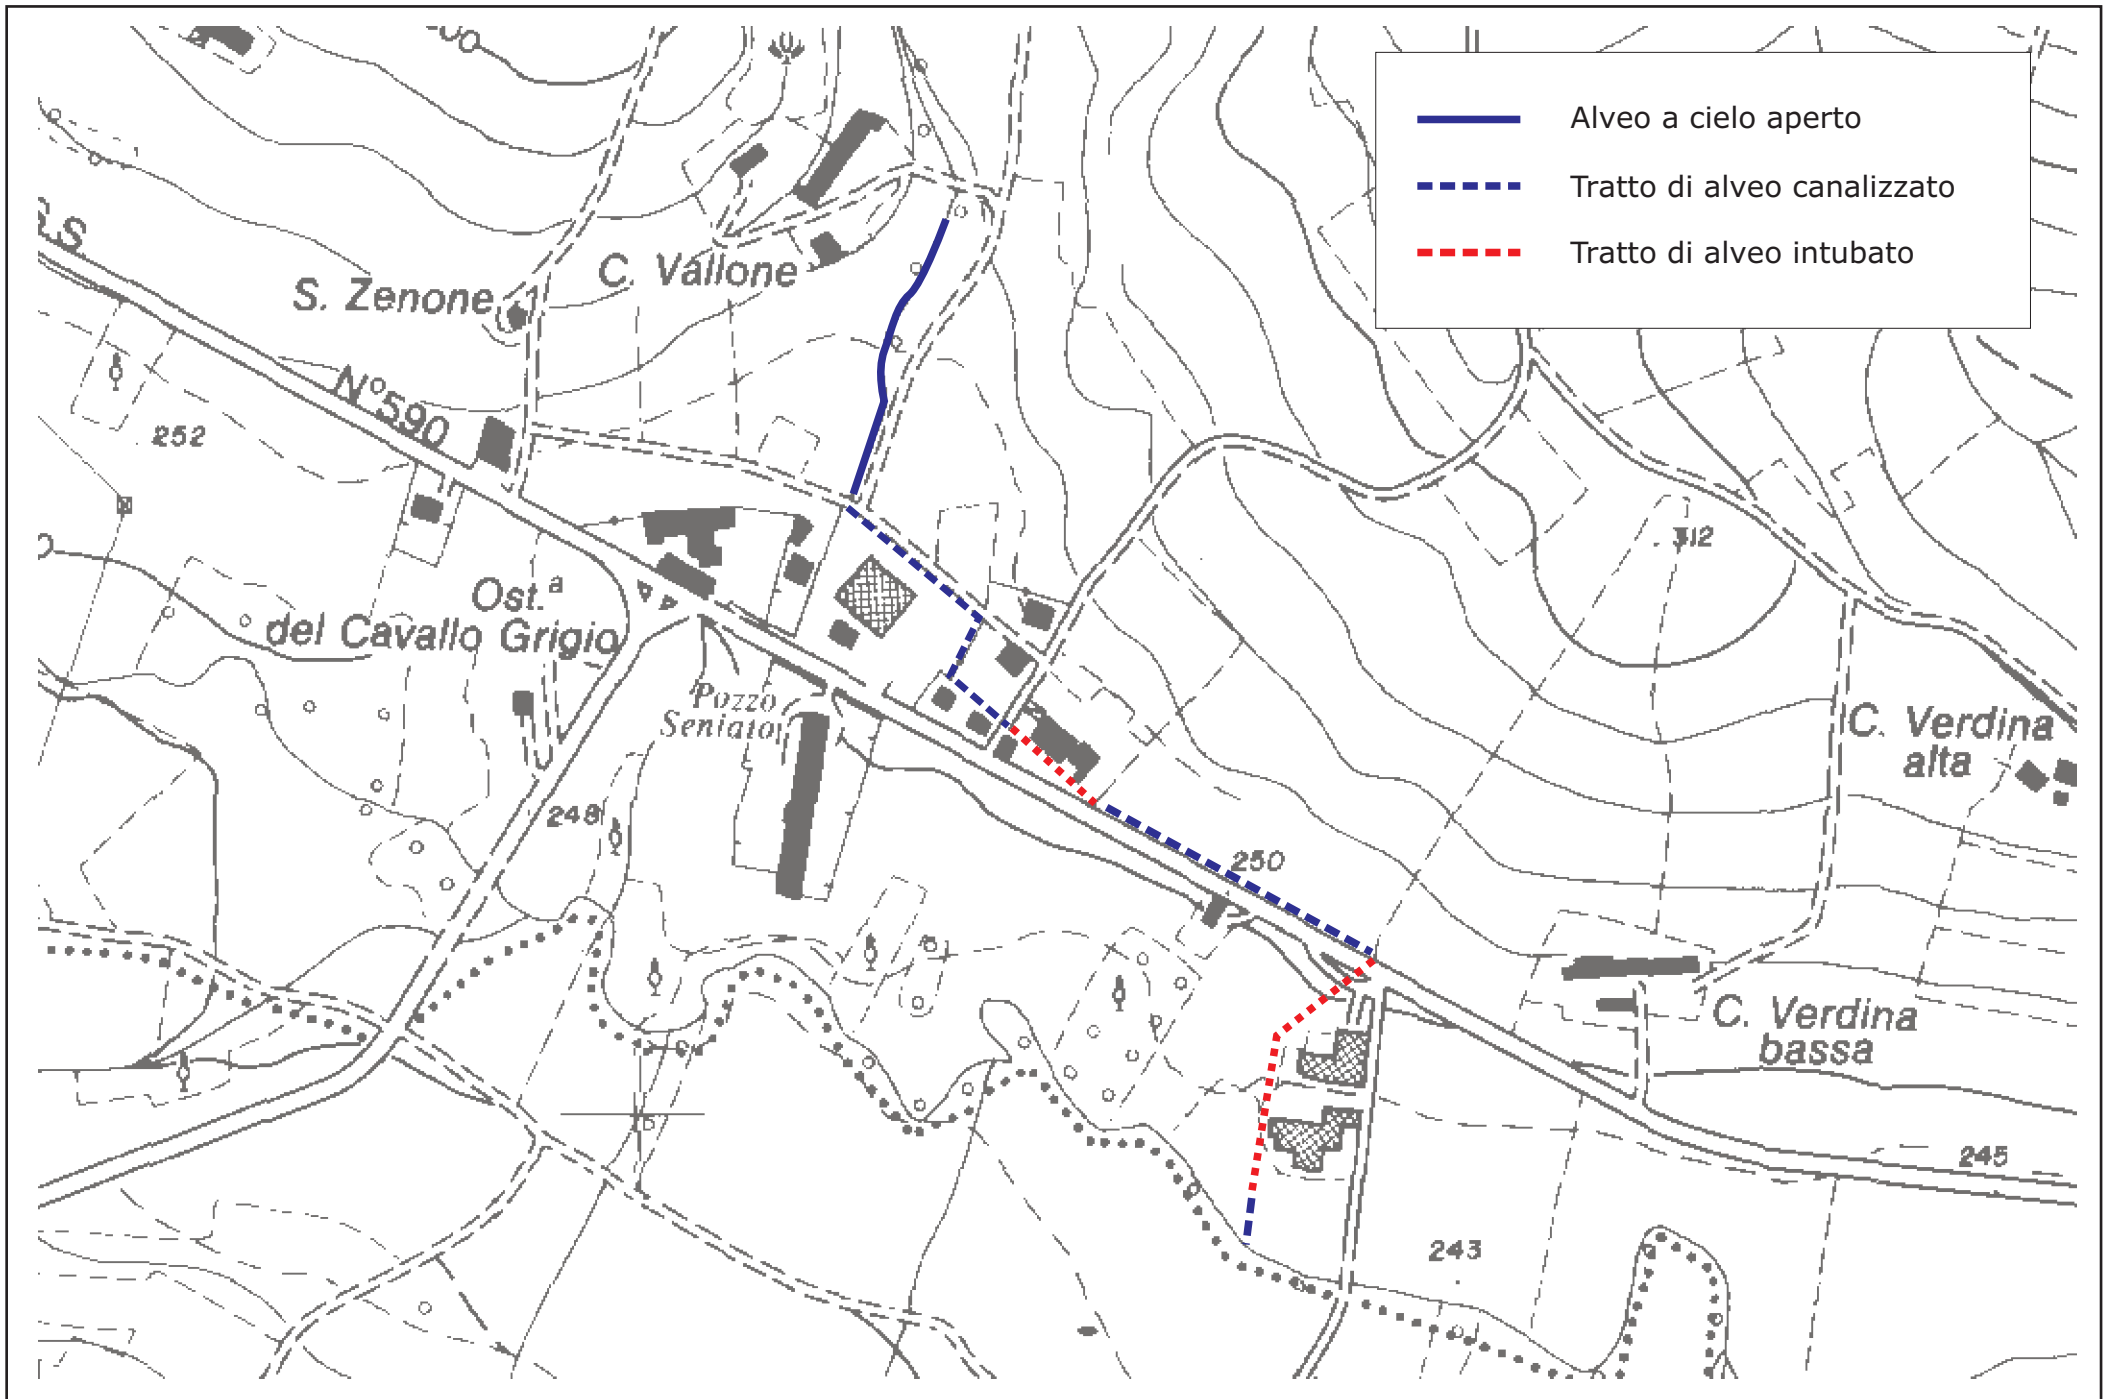 Alveo a cielo aperto
Tratto di alveo canalizzato
Tratto di alveo intubato
S.S
N° 590
S. Zenone
C. Vallone
252
Ost.ª
del Cavallo Grigio
Pozzo
Seniato
248
250
312
C. Verdina
alta
C. Verdina
bassa
245
243